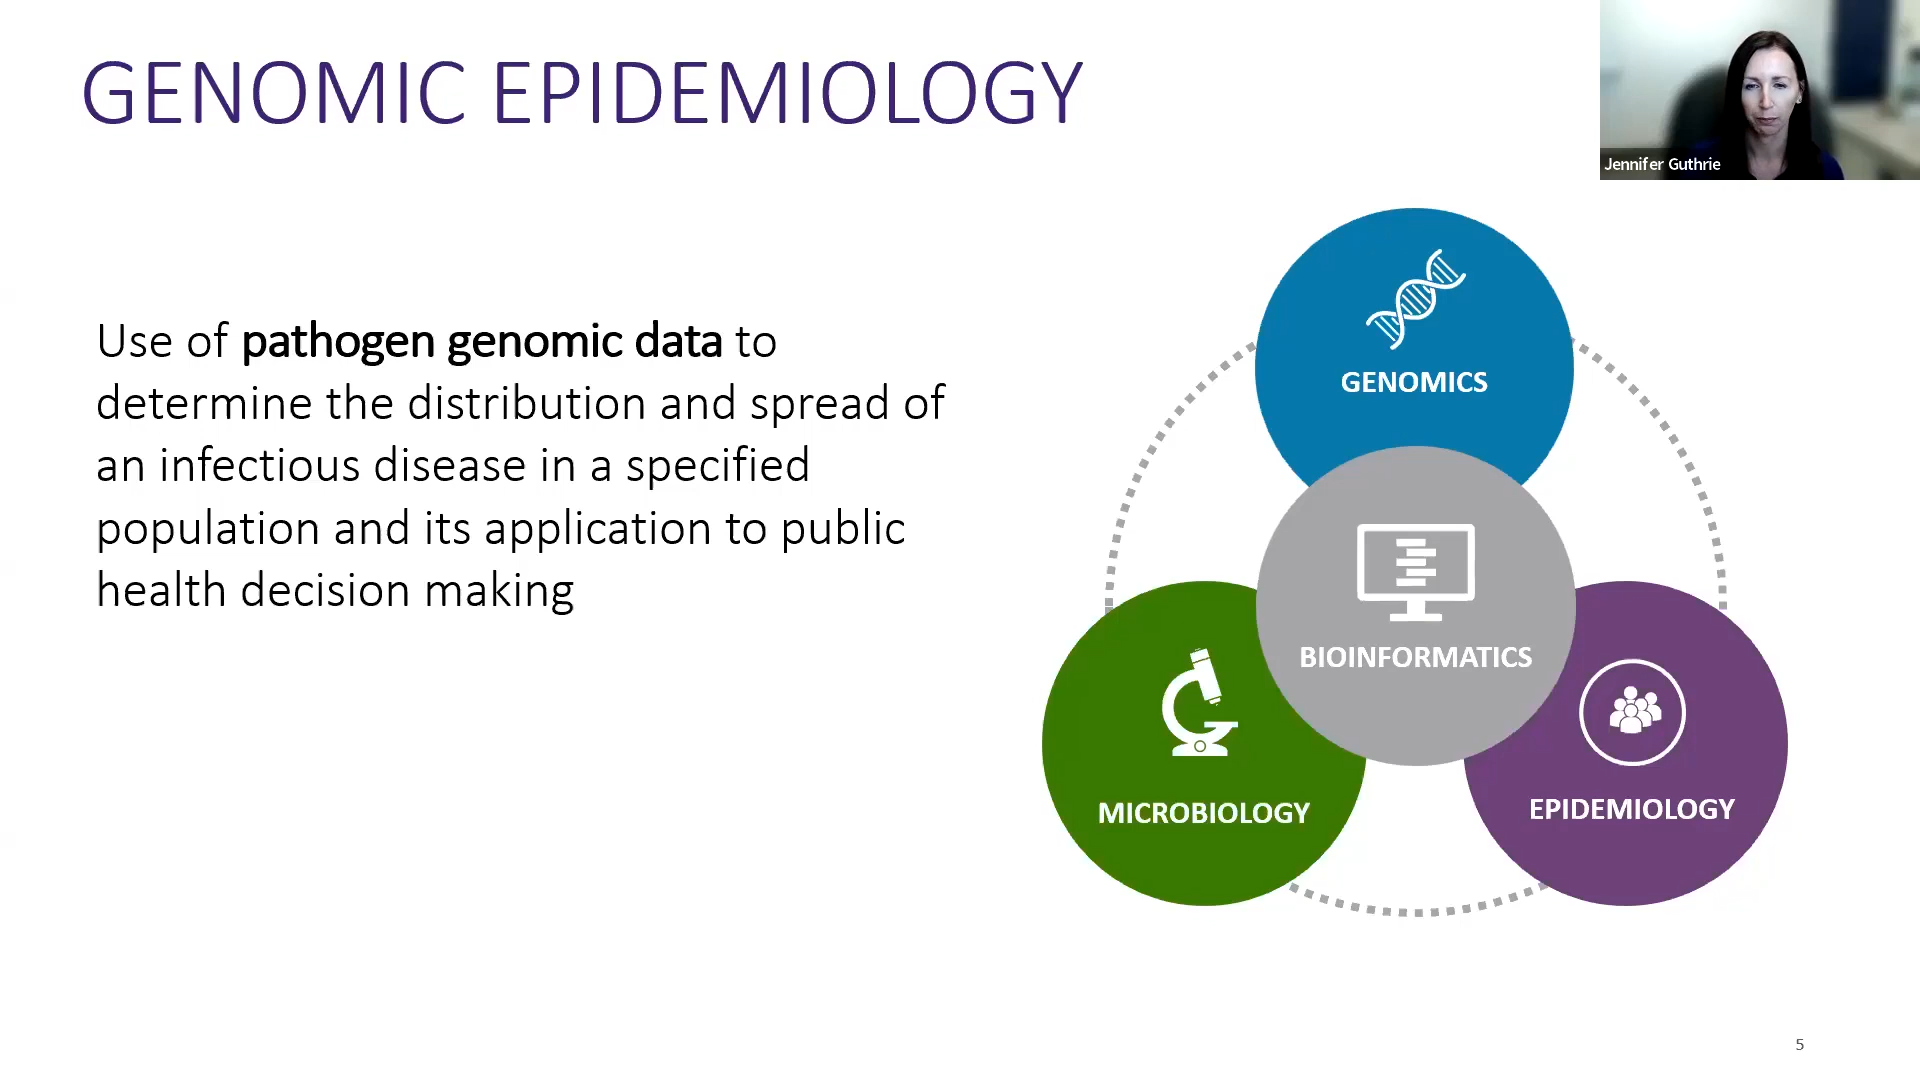 GENOMIC EPIDEMIOLOGY
Jennifer Guthrie
Use of pathogen genomic data to
determine the distribution and spread of
an infectious disease in a specified
population and its application to public
health decision making
GENOMICS
BIOINFORMATICS
MICROBIOLOGY
EPIDEMIOLOGY
5